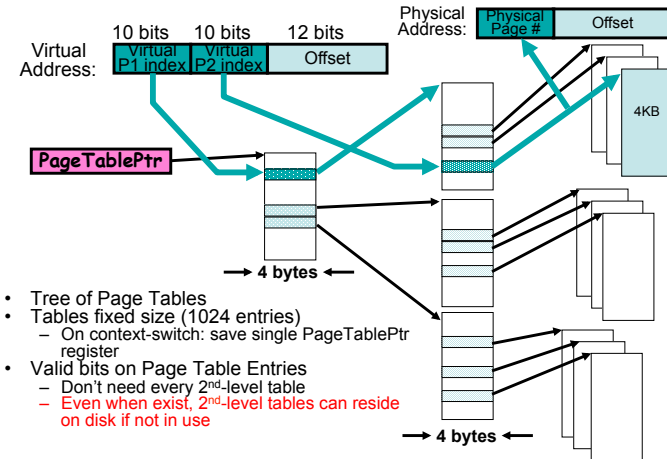 10 bits 10 bits 12 bits
Virtual
Address:
Virtual
P1 index
Virtual
P2 index
Offset
Physical
Address:
Physical
Page #
Offset
4KB
PageTablePtr
4 bytes
• Tree of Page Tables
• Tables fixed size (1024 entries)
– On context-switch: save single PageTablePtr
register
• Valid bits on Page Table Entries
– Don't need every 2nd-level table
– Even when exist, 2nd-level tables can reside
on disk if not in use
4 bytes